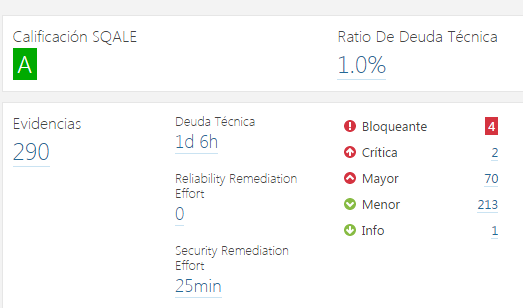 Calificación SQALE
A
Ratio De Deuda Técnica
1.0%
Evidencias
290
Deuda Técnica
1d 6h
Reliability Remediation
Effort
0
Security Remediation
Effort
25min
Bloqueante 4
Crítica 2
Mayor 70
Menor 213
Info 1